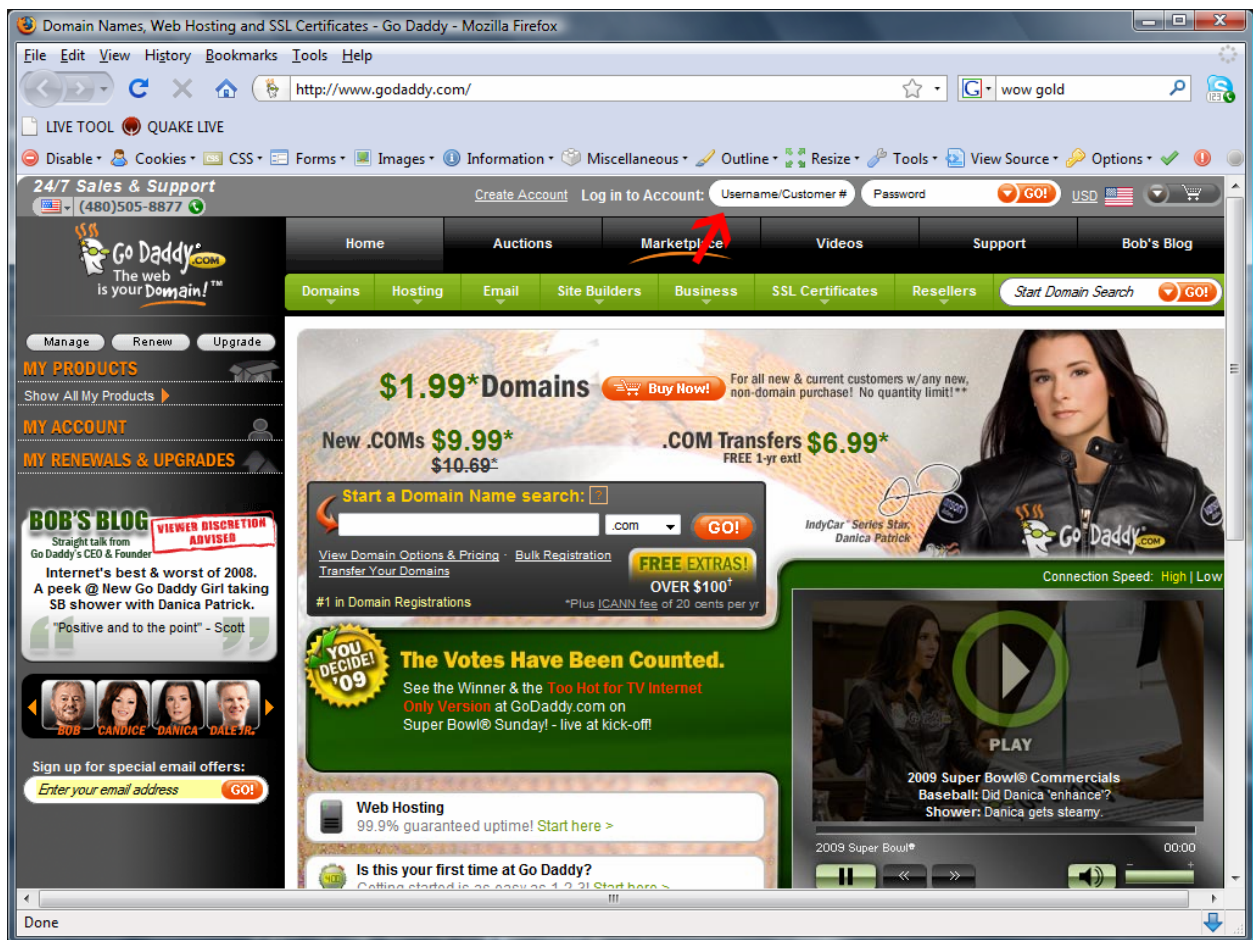 Domain Names, Web Hosting and SSL Certificates - Go Daddy - Mozilla Firefox
File Edit View History Bookmarks Tools Help
http://www.godaddy.com/ G wow gold
LIVE TOOL QUAKE LIVE
Disable Cookies CSS Forms Images Information Miscellaneous Outline Resize Tools View Source Options
24/7 Sales & Support
(480)505-8877
Create Account Log in to Account: Username/Customer # Password GO! USD
Go Daddy.COM
The web
is your Domain!™
Home Auctions Marketplace Videos Support Bob's Blog
Domains Hosting Email Site Builders Business SSL Certificates Resellers Start Domain Search GO!
Manage Renew Upgrade
MY PRODUCTS
Show All My Products
MY ACCOUNT
MY RENEWALS & UPGRADES
BOB'S BLOG
VIEWER DISCRETION
ADVISED
Straight talk from
Go Daddy's CEO & Founder
Internet's best & worst of 2008.
A peek @ New Go Daddy Girl taking
SB shower with Danica Patrick.
"Positive and to the point" - Scott
BOB CANDICE DANICA DALE JR.
Sign up for special email offers:
Enter your email address GO!
$1.99* Domains Buy Now!
For all new & current customers w/any new,
non-domain purchase! No quantity limit!**
New .COMs $9.99*
$10.69*
.COM Transfers $6.99*
FREE 1-yr ext!
Start a Domain Name search: ?
.com GO!
View Domain Options & Pricing · Bulk Registration
Transfer Your Domains
FREE EXTRAS!
OVER $100†
#1 in Domain Registrations
*Plus ICANN fee of 20 cents per yr
IndyCar® Series Star,
Danica Patrick
Go Daddy.COM
YOU
DECIDE!
'09
The Votes Have Been Counted.
See the Winner & the Too Hot for TV Internet
Only Version at GoDaddy.com on
Super Bowl® Sunday! - live at kick-off!
Connection Speed: High | Low
PLAY
2009 Super Bowl® Commercials
Baseball: Did Danica 'enhance'?
Shower: Danica gets steamy.
2009 Super Bowl® 00:00
Web Hosting
99.9% guaranteed uptime! Start here >
Is this your first time at Go Daddy?
Getting started is as easy as 1-2-3! Start here >
Done